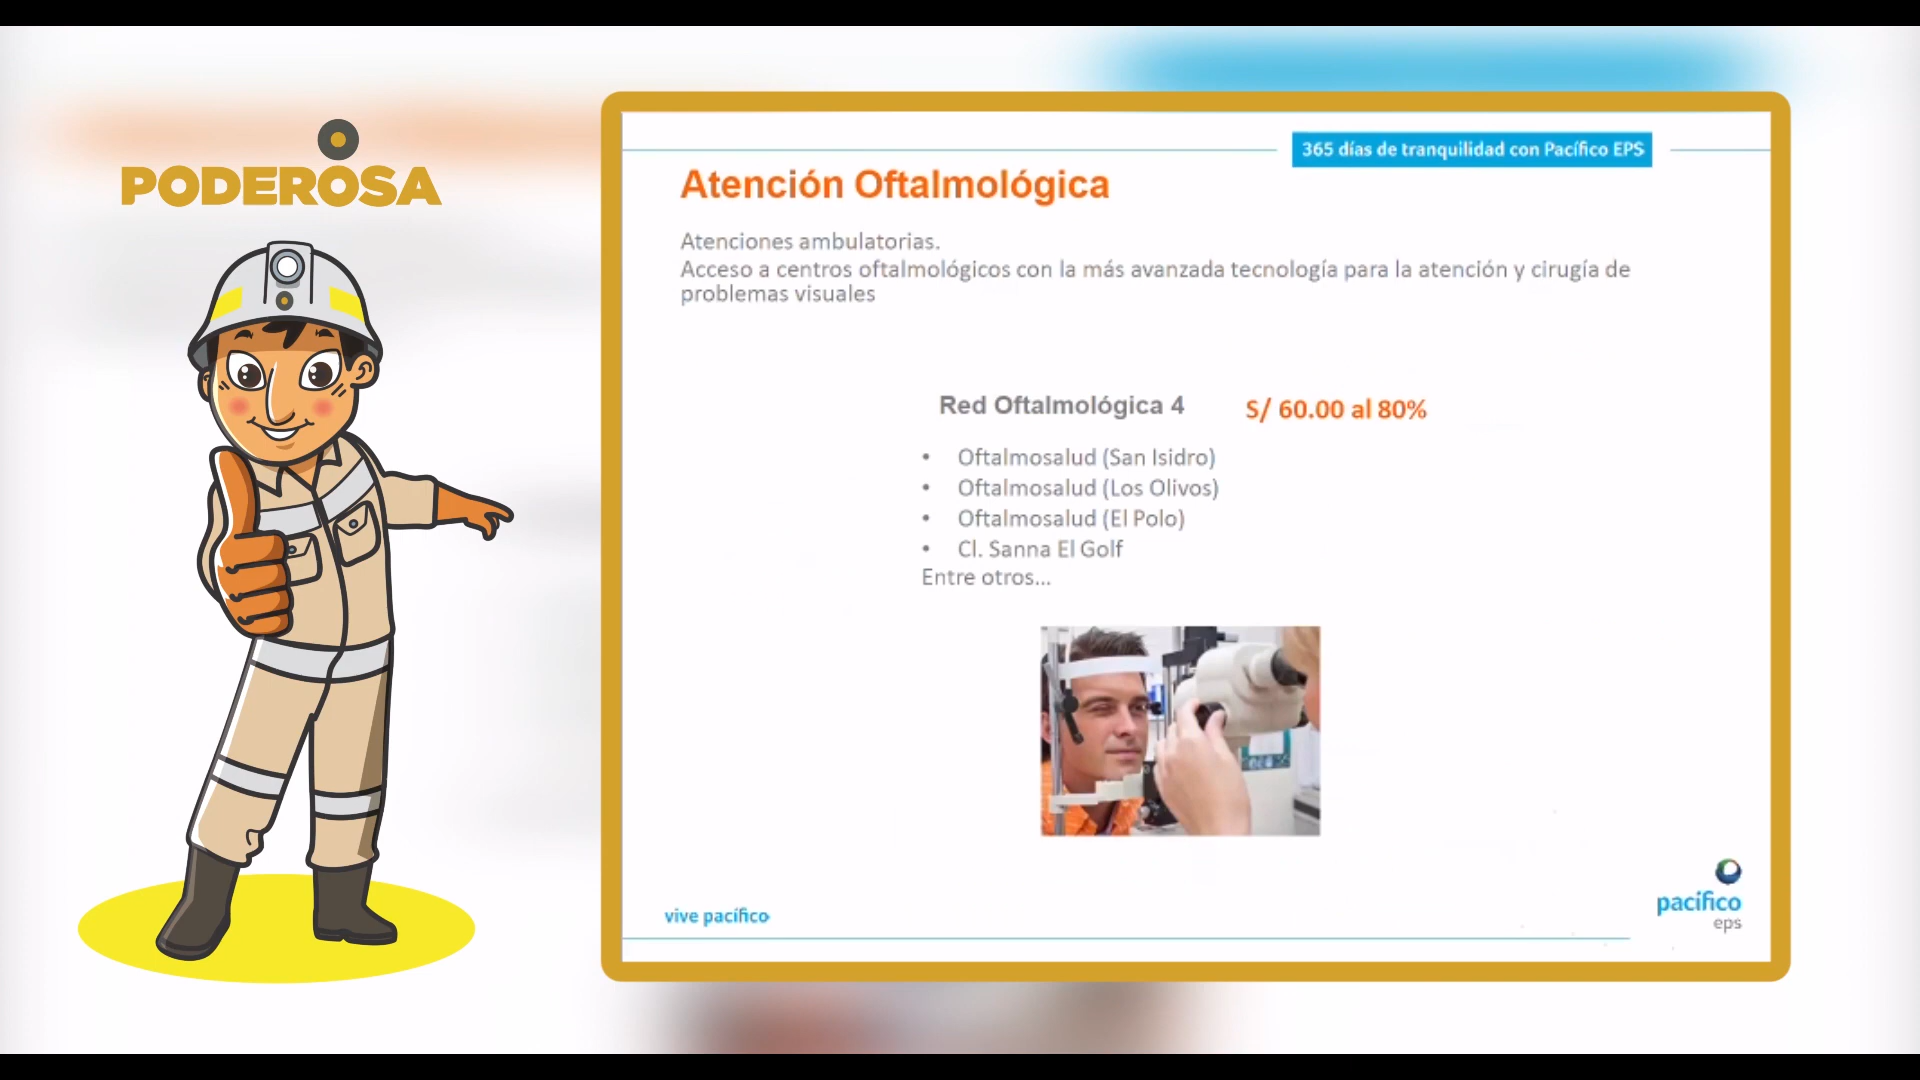 PODEROSA
365 días de tranquilidad con Pacífico EPS
Atención Oftalmológica
Atenciones ambulatorias.
Acceso a centros oftalmológicos con la más avanzada tecnología para la atención y cirugía de
problemas visuales
Red Oftalmológica 4 S/ 60.00 al 80%
• Oftalmosalud (San Isidro)
• Oftalmosalud (Los Olivos)
• Oftalmosalud (El Polo)
• Cl. Sanna El Golf
Entre otros...
vive pacífico
pacífico
eps